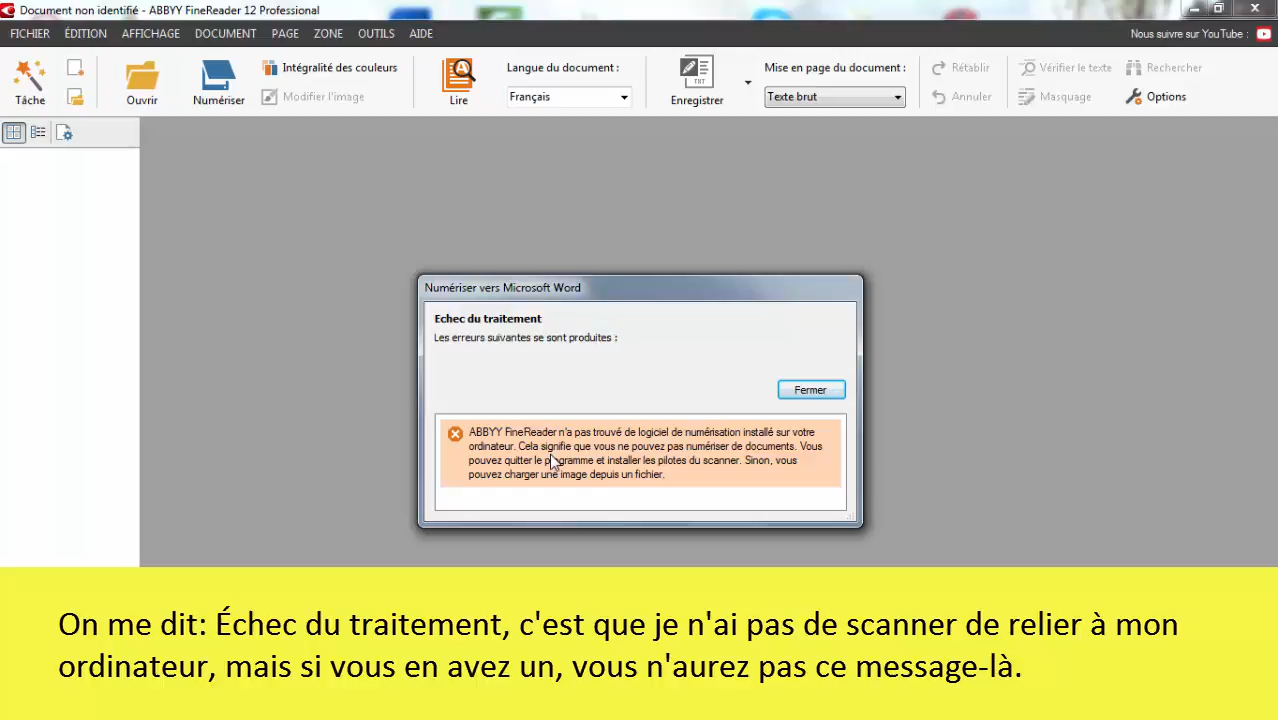 Document non identifié - ABBYY FineReader 12 Professional
FICHIER ÉDITION AFFICHAGE DOCUMENT PAGE ZONE OUTILS AIDE Nous suivre sur YouTube :
Tâche
Ouvrir
Numériser
Intégralité des couleurs
Modifier l'image
Lire
Langue du document :
Français
TXT
Enregistrer
Mise en page du document :
Texte brut
Rétablir
Annuler
Vérifier le texte
Masquage
Rechercher
Options
Numériser vers Microsoft Word
Echec du traitement
Les erreurs suivantes se sont produites :
Fermer
ABBYY FineReader n'a pas trouvé de logiciel de numérisation installé sur votre
ordinateur. Cela signifie que vous ne pouvez pas numériser de documents. Vous
pouvez quitter le programme et installer les pilotes du scanner. Sinon, vous
pouvez charger une image depuis un fichier.
On me dit: Échec du traitement, c'est que je n'ai pas de scanner de relier à mon
ordinateur, mais si vous en avez un, vous n'aurez pas ce message-là.